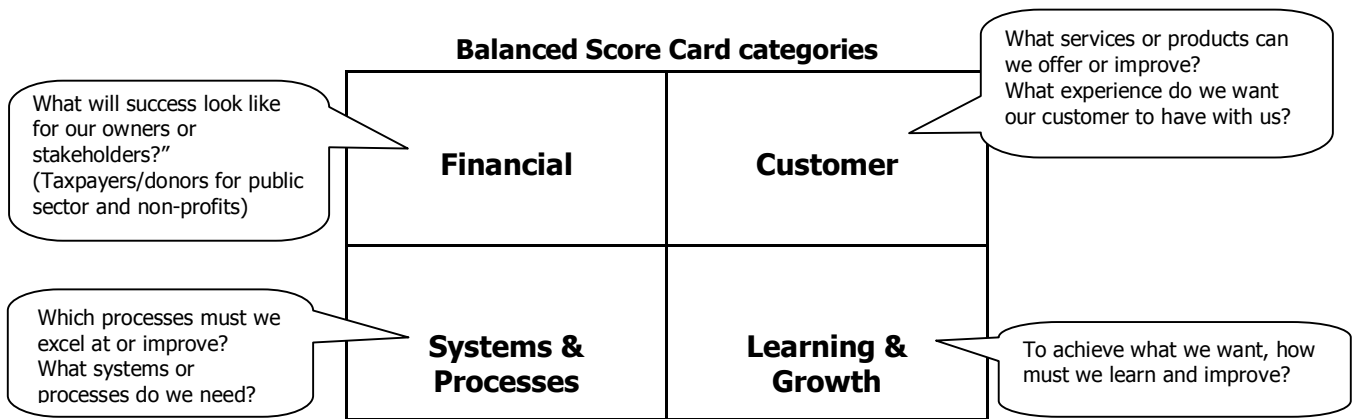 Balanced Score Card categories
What will success look like
for our owners or
stakeholders?”
(Taxpayers/donors for public
sector and non-profits)
Financial
Customer
What services or products can
we offer or improve?
What experience do we want
our customer to have with us?
Which processes must we
excel at or improve?
What systems or
processes do we need?
Systems &
Processes
Learning &
Growth
To achieve what we want, how
must we learn and improve?